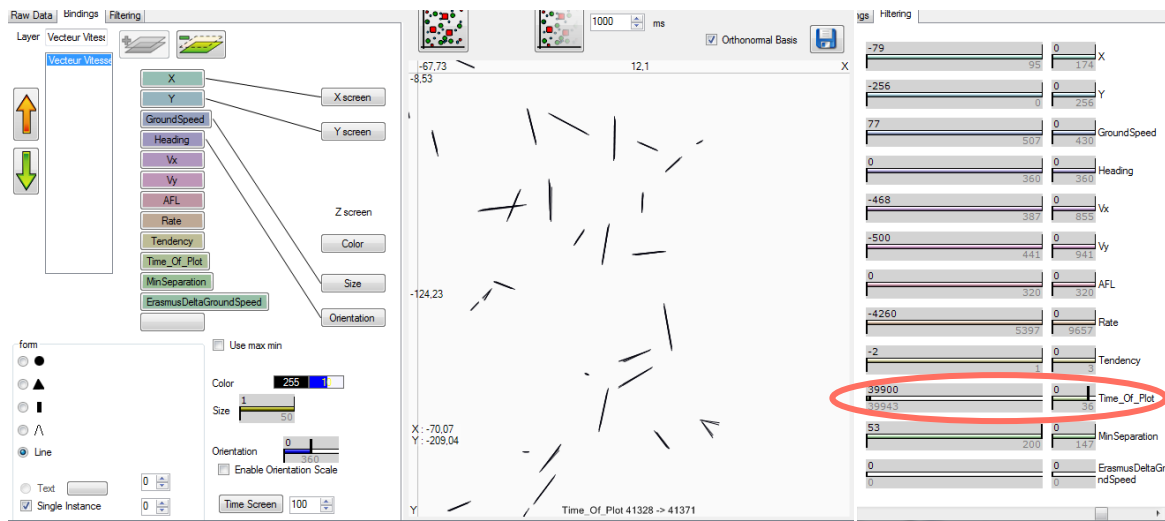 Raw Data Bindings Filtering
Layer Vecteur Vitess
Vecteur Vitesse
X
Y
GroundSpeed
Heading
Vx
Vy
AFL
Rate
Tendency
Time_Of_Plot
MinSeparation
ErasmusDeltaGroundSpeed
X screen
Y screen
Z screen
Color
Size
Orientation
form
Line
Text 0
Single Instance 0
Use max min
Color 255
Size 1
50
Orientation 0
360
Enable Orientation Scale
Time Screen 100
1000 ms
Orthonormal Basis
-67,73 12,1 X
-8,53
-124,23
X : -70,07
Y : -209,04
Y Time_Of_Plot 41328 -> 41371
gs Filtering
-79 0
95 174 X
-256 0
0 256 Y
77 0
507 430 GroundSpeed
0 0
360 360 Heading
-468 0
387 855 Vx
-500 0
441 941 Vy
0 0
320 320 AFL
-4260 0
5397 9657 Rate
-2 0
1 3 Tendency
39900 0
39943 36 Time_Of_Plot
53 0
200 147 MinSeparation
0 0 ErasmusDeltaGr
0 0 ndSpeed